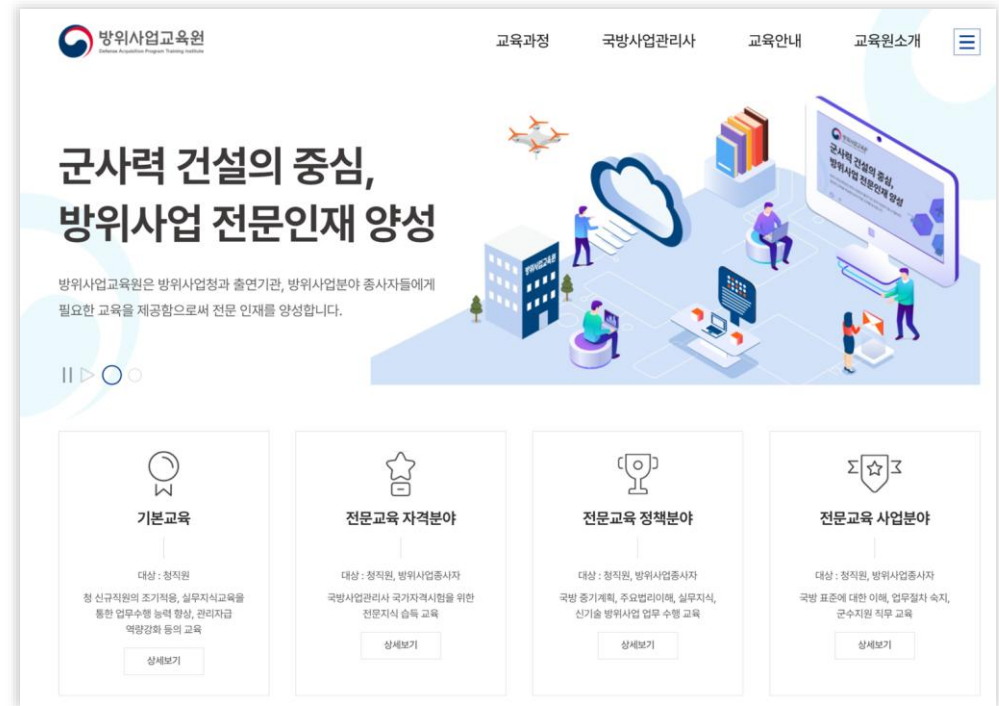 방위사업교육원
Defense Acquisition Program Training Institute
교육과정 국방사업관리사 교육안내 교육원소개
군사력 건설의 중심,
방위사업 전문인재 양성
방위사업교육원은 방위사업청과 출연기관, 방위사업분야 종사자들에게
필요한 교육을 제공함으로써 전문 인재를 양성합니다.
방위사업교육원
방위사업교육원
군사력 건설의 중심,
방위사업 전문인재 양성
기본교육
대상 : 청직원
청 신규직원의 조기적응, 실무지식교육을
통한 업무수행 능력 향상, 관리자급
역량강화 등의 교육
상세보기
전문교육 자격분야
대상 : 청직원, 방위사업종사자
국방사업관리사 국가자격시험을 위한
전문지식 습득 교육
상세보기
전문교육 정책분야
대상 : 청직원, 방위사업종사자
국방 중기계획, 주요법리이해, 실무지식,
신기술 방위사업 업무 수행 교육
상세보기
전문교육 사업분야
대상 : 청직원, 방위사업종사자
국방 표준에 대한 이해, 업무절차 숙지,
군수지원 직무 교육
상세보기